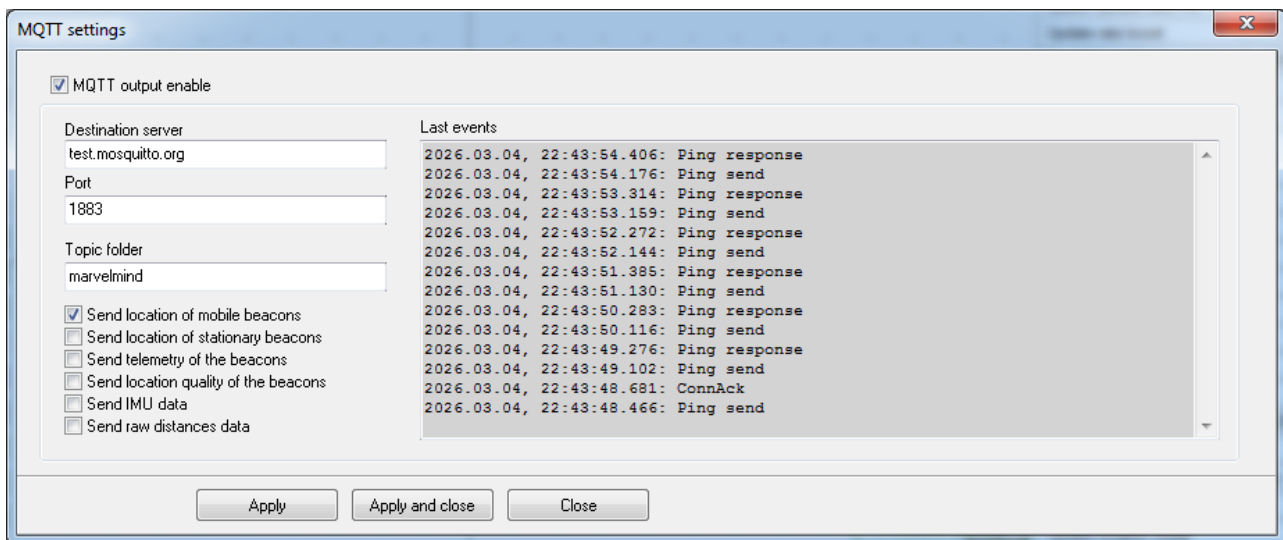 MQTT settings
MQTT output enable
Destination server
test.mosquitto.org
Port
1883
Topic folder
marvelmind
Send location of mobile beacons
Send location of stationary beacons
Send telemetry of the beacons
Send location quality of the beacons
Send IMU data
Send raw distances data
Last events
2026.03.04, 22:43:54.406: Ping response
2026.03.04, 22:43:54.176: Ping send
2026.03.04, 22:43:53.314: Ping response
2026.03.04, 22:43:53.159: Ping send
2026.03.04, 22:43:52.272: Ping response
2026.03.04, 22:43:52.144: Ping send
2026.03.04, 22:43:51.385: Ping response
2026.03.04, 22:43:51.130: Ping send
2026.03.04, 22:43:50.283: Ping response
2026.03.04, 22:43:50.116: Ping send
2026.03.04, 22:43:49.276: Ping response
2026.03.04, 22:43:49.102: Ping send
2026.03.04, 22:43:48.681: ConnAck
2026.03.04, 22:43:48.466: Ping send
Apply
Apply and close
Close